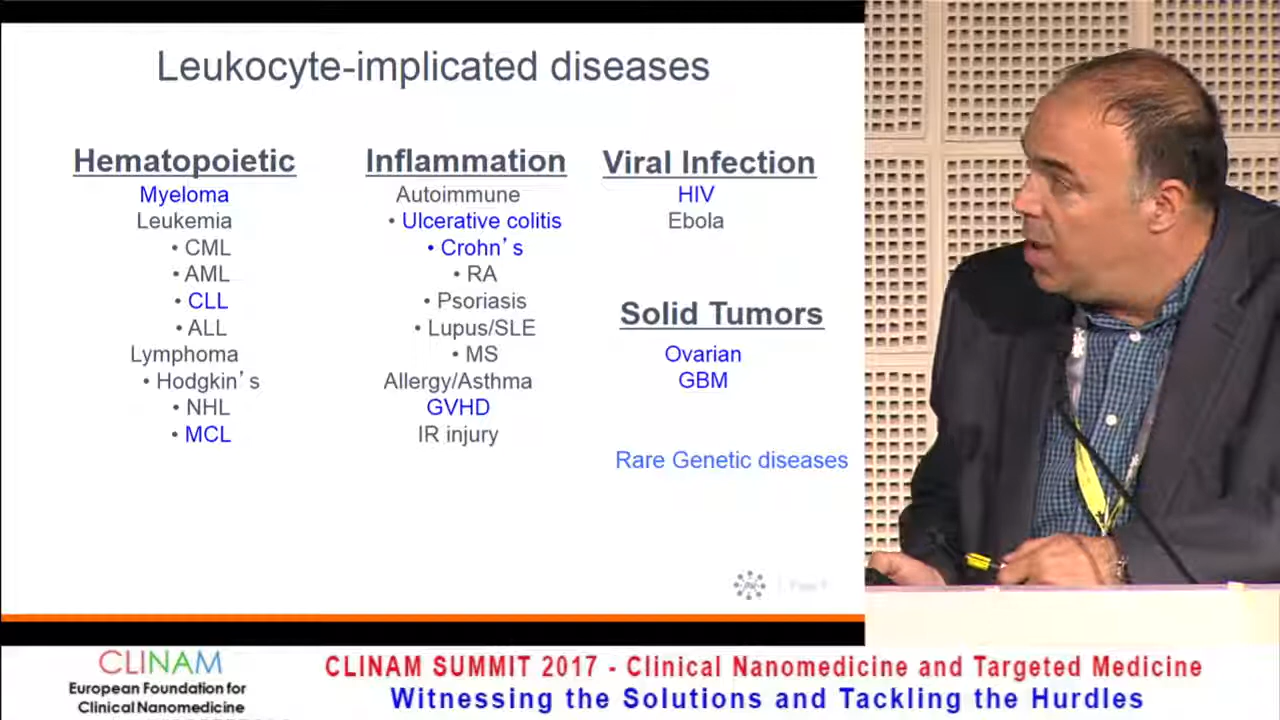 Leukocyte-implicated diseases
Hematopoietic
Myeloma
Leukemia
• CML
• AML
• CLL
• ALL
Lymphoma
• Hodgkin's
• NHL
• MCL
Inflammation
Autoimmune
• Ulcerative colitis
• Crohn's
• RA
• Psoriasis
• Lupus/SLE
• MS
Allergy/Asthma
GVHD
IR injury
Viral Infection
HIV
Ebola
Solid Tumors
Ovarian
GBM
Rare Genetic diseases
CLINAM
European Foundation for
Clinical Nanomedicine
CLINAM SUMMIT 2017 - Clinical Nanomedicine and Targeted Medicine
Witnessing the Solutions and Tackling the Hurdles